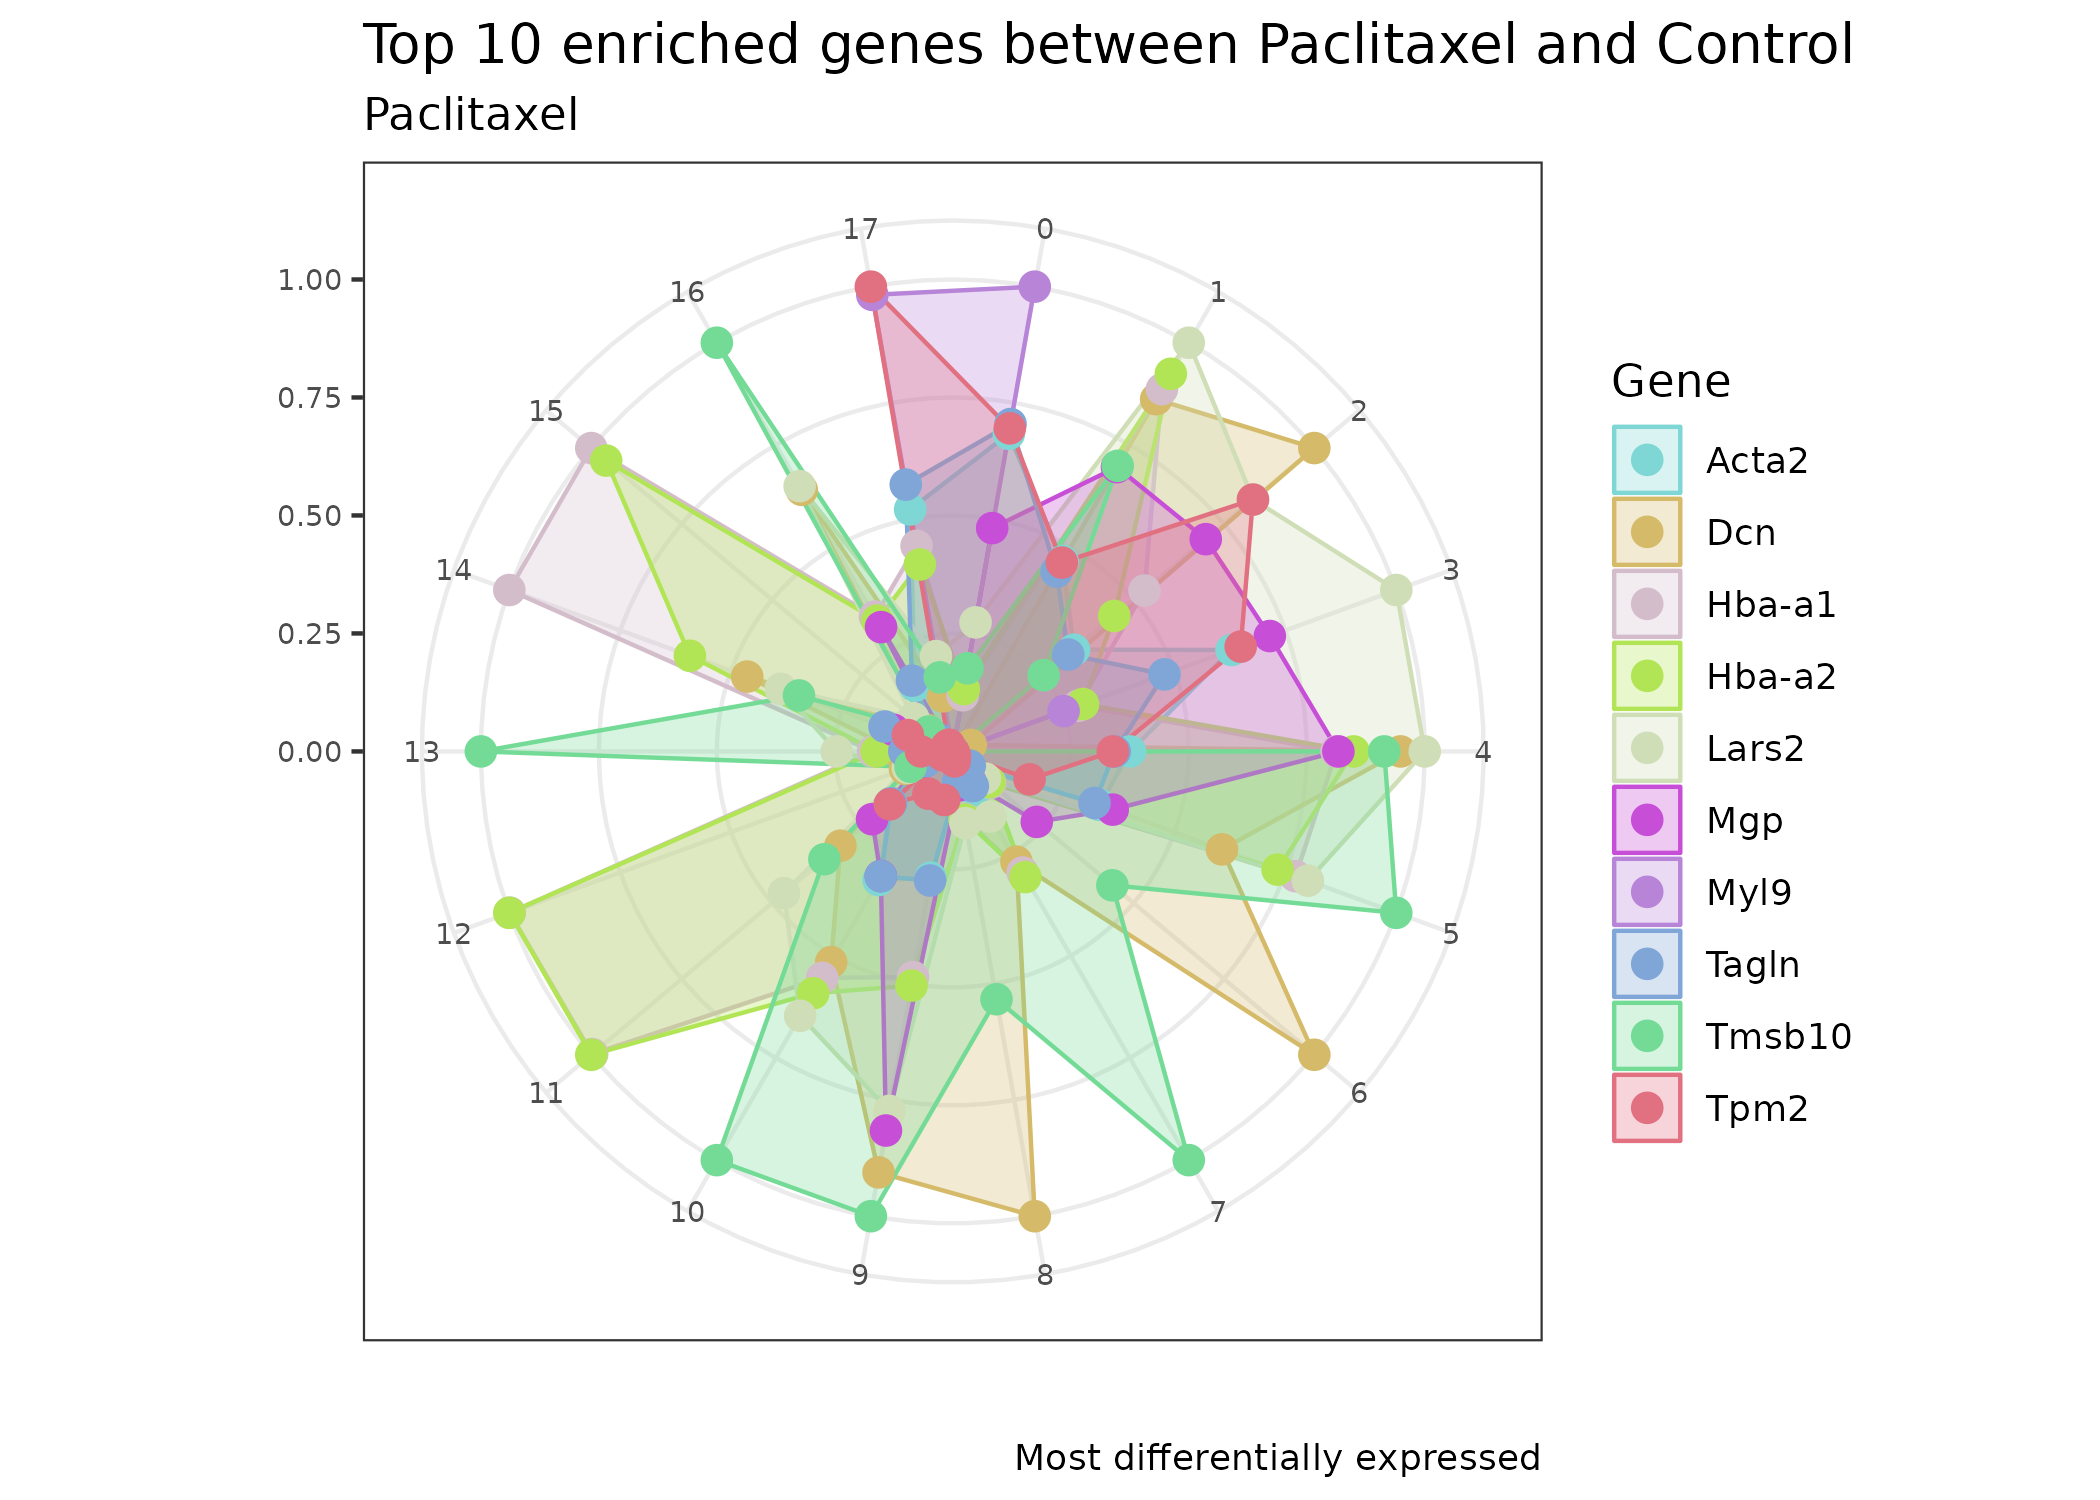 Top 10 enriched genes between Paclitaxel and Control
Paclitaxel
17
0
16
1
1.00
0.75
15
2
0.50
14
3
0.25
0.00
13
4
12
5
11
6
10
7
9
8
Gene
Acta2
Dcn
Hba-a1
Hba-a2
Lars2
Mgp
Myl9
Tagln
Tmsb10
Tpm2
Most differentially expressed